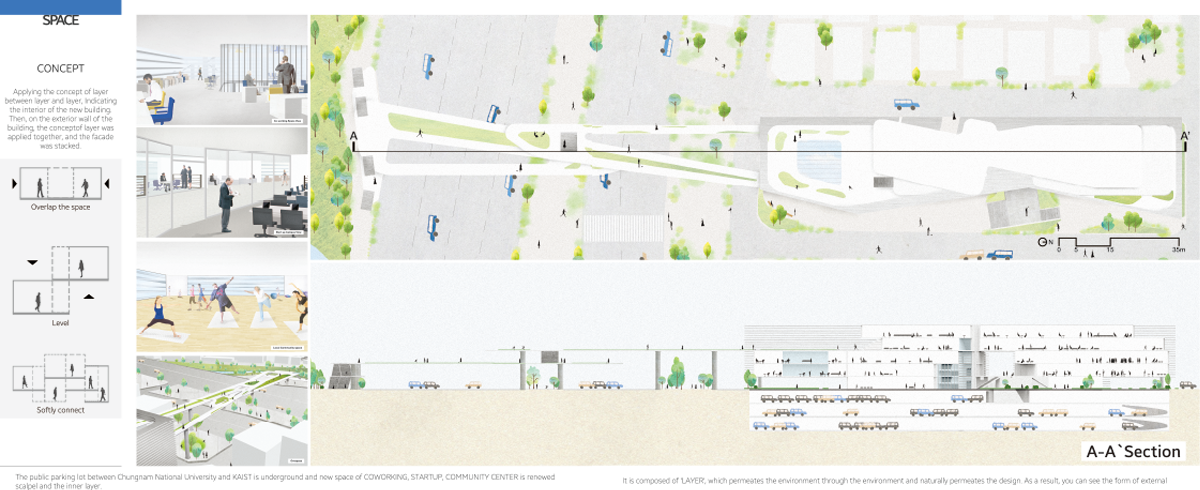 SPACE
CONCEPT
Applying the concept of layer
between layer and layer, Indicating
the interior of the new building.
Then, on the exterior wall of the
building, the conceptof layer was
applied together, and the facade
was stacked.
Overlap the space
Level
Softly connect
A
A'
N
0 5 15 35m
A-A`Section
The public parking lot between Chungnam National University and KAIST is underground and new space of COWORKING, STARTUP, COMMUNITY CENTER is renewed
scalpel and the inner layer.
It is composed of 'LAYER', which permeates the environment through the environment and naturally permeates the design. As a result, you can see the form of external